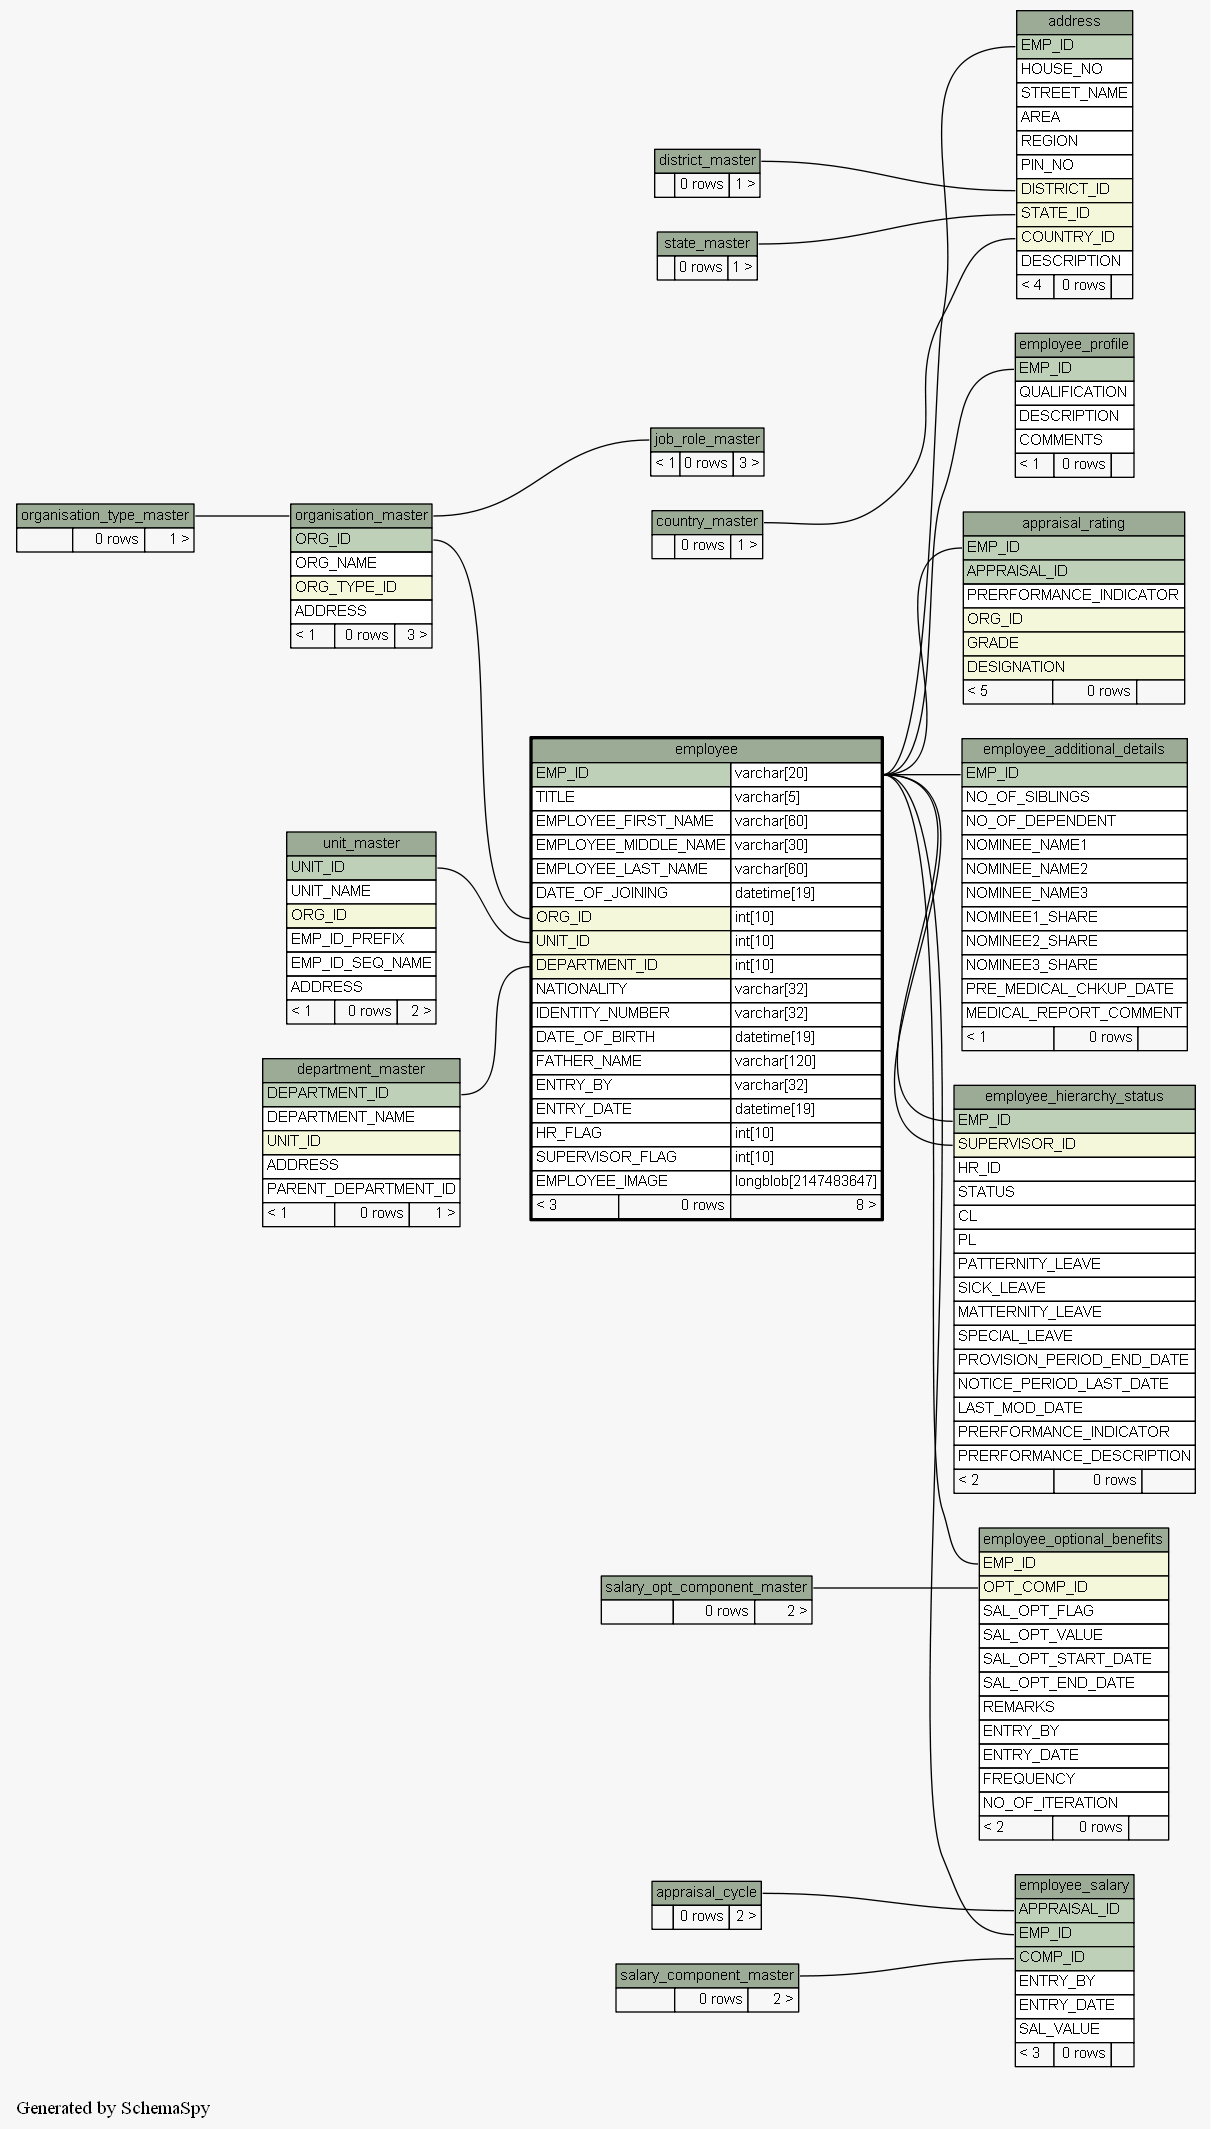 address
EMP_ID
HOUSE_NO
STREET_NAME
AREA
REGION
PIN_NO
DISTRICT_ID
STATE_ID
COUNTRY_ID
DESCRIPTION
< 4 0 rows
district_master
0 rows 1 >
state_master
0 rows 1 >
employee_profile
EMP_ID
QUALIFICATION
DESCRIPTION
COMMENTS
< 1 0 rows
job_role_master
< 1 0 rows 3 >
country_master
0 rows 1 >
organisation_type_master
0 rows 1 >
organisation_master
ORG_ID
ORG_NAME
ORG_TYPE_ID
ADDRESS
< 1 0 rows 3 >
appraisal_rating
EMP_ID
APPRAISAL_ID
PRERFORMANCE_INDICATOR
ORG_ID
GRADE
DESIGNATION
< 5 0 rows
employee
EMP_ID varchar[20]
TITLE varchar[5]
EMPLOYEE_FIRST_NAME varchar[60]
EMPLOYEE_MIDDLE_NAME varchar[30]
EMPLOYEE_LAST_NAME varchar[60]
DATE_OF_JOINING datetime[19]
ORG_ID int[10]
UNIT_ID int[10]
DEPARTMENT_ID int[10]
NATIONALITY varchar[32]
IDENTITY_NUMBER varchar[32]
DATE_OF_BIRTH datetime[19]
FATHER_NAME varchar[120]
ENTRY_BY varchar[32]
ENTRY_DATE datetime[19]
HR_FLAG int[10]
SUPERVISOR_FLAG int[10]
EMPLOYEE_IMAGE longblob[2147483647]
< 3 0 rows 8 >
employee_additional_details
EMP_ID
NO_OF_SIBLINGS
NO_OF_DEPENDENT
NOMINEE_NAME1
NOMINEE_NAME2
NOMINEE_NAME3
NOMINEE1_SHARE
NOMINEE2_SHARE
NOMINEE3_SHARE
PRE_MEDICAL_CHKUP_DATE
MEDICAL_REPORT_COMMENT
< 1 0 rows
unit_master
UNIT_ID
UNIT_NAME
ORG_ID
EMP_ID_PREFIX
EMP_ID_SEQ_NAME
ADDRESS
< 1 0 rows 2 >
department_master
DEPARTMENT_ID
DEPARTMENT_NAME
UNIT_ID
ADDRESS
PARENT_DEPARTMENT_ID
< 1 0 rows 1 >
employee_hierarchy_status
EMP_ID
SUPERVISOR_ID
HR_ID
STATUS
CL
PL
PATTERNITY_LEAVE
SICK_LEAVE
MATTERNITY_LEAVE
SPECIAL_LEAVE
PROVISION_PERIOD_END_DATE
NOTICE_PERIOD_LAST_DATE
LAST_MOD_DATE
PRERFORMANCE_INDICATOR
PRERFORMANCE_DESCRIPTION
< 2 0 rows
employee_optional_benefits
EMP_ID
OPT_COMP_ID
SAL_OPT_FLAG
SAL_OPT_VALUE
SAL_OPT_START_DATE
SAL_OPT_END_DATE
REMARKS
ENTRY_BY
ENTRY_DATE
FREQUENCY
NO_OF_ITERATION
< 2 0 rows
salary_opt_component_master
0 rows 2 >
appraisal_cycle
0 rows 2 >
salary_component_master
0 rows 2 >
employee_salary
APPRAISAL_ID
EMP_ID
COMP_ID
ENTRY_BY
ENTRY_DATE
SAL_VALUE
< 3 0 rows
Generated by SchemaSpy